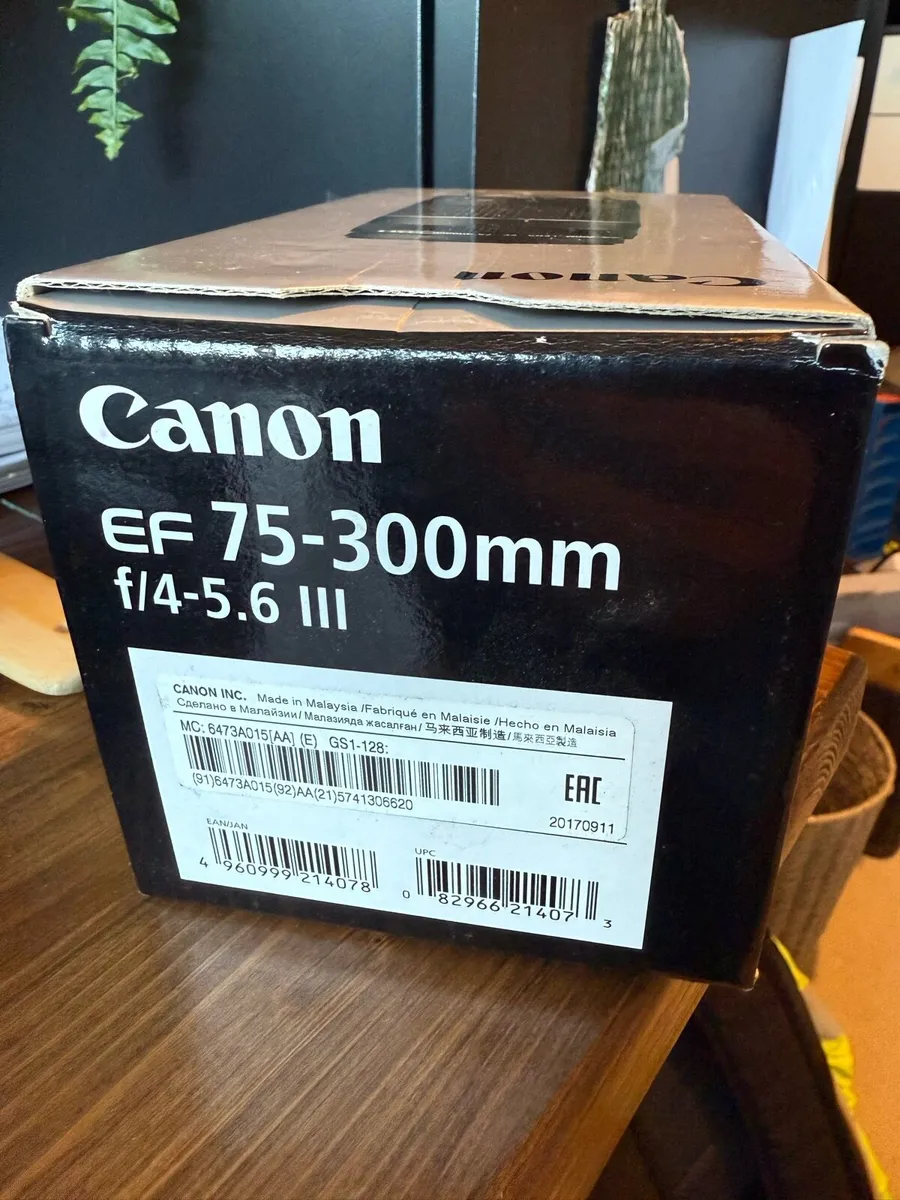 Canon
Canon
EF 75-300mm
f/4-5.6 III
CANON INC. Made in Malaysia /Fabriqué en Malaisie /Hecho en Malaisia
Сделано в Малайзии/ Малазияда жасалған/ 马来西亚制造/馬來西亞製造
MC: 6473A015(AA) (E) GS1-128:
(91)6473A015(92)AA(21)5741306620
EAC
20170911
EAN/JAN
4 960999 214078
UPC
0 82966 21407 3